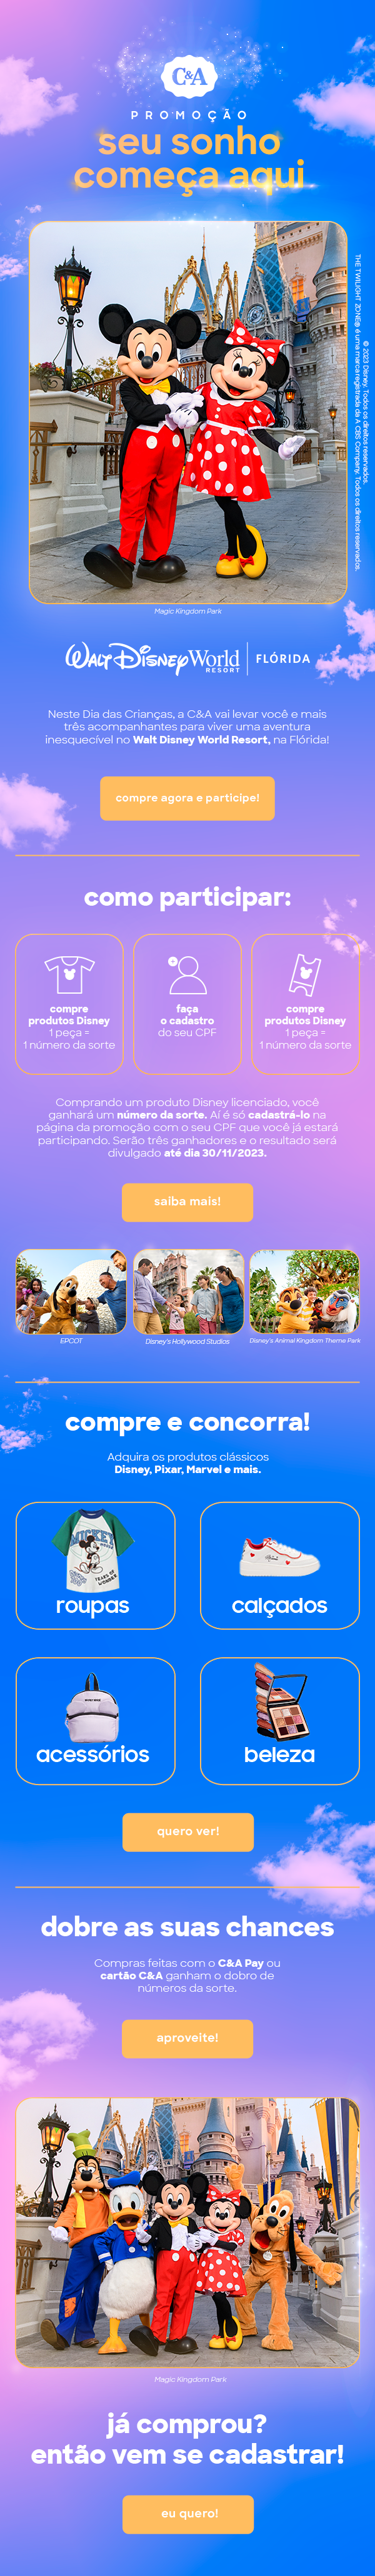 C&A
PROMOÇÃO
seu sonho
começa aqui
© 2023 Disney. Todos os direitos reservados.
THE TWILIGHT ZONE® é uma marca registrada da A CBS Company. Todos os direitos reservados.
Magic Kingdom Park
WALT DISNEY World
RESORT
FLÓRIDA
Neste Dia das Crianças, a C&A vai levar você e mais
três acompanhantes para viver uma aventura
inesquecível no Walt Disney World Resort, na Flórida!
compre agora e participe!
como participar:
compre
produtos Disney
1 peça =
1 número da sorte
faça
o cadastro
do seu CPF
compre
produtos Disney
1 peça =
1 número da sorte
Comprando um produto Disney licenciado, você
ganhará um número da sorte. Aí é só cadastrá-lo na
página da promoção com o seu CPF que você já estará
participando. Serão três ganhadores e o resultado será
divulgado até dia 30/11/2023.
saiba mais!
EPCOT
Disney's Hollywood Studios
Disney's Animal Kingdom Theme Park
compre e concorra!
Adquira os produtos clássicos
Disney, Pixar, Marvel e mais.
MICKEY
YEARS OF
WONDER
roupas
calçados
acessórios
beleza
quero ver!
dobre as suas chances
Compras feitas com o C&A Pay ou
cartão C&A ganham o dobro de
números da sorte.
aproveite!
Magic Kingdom Park
já comprou?
então vem se cadastrar!
eu quero!